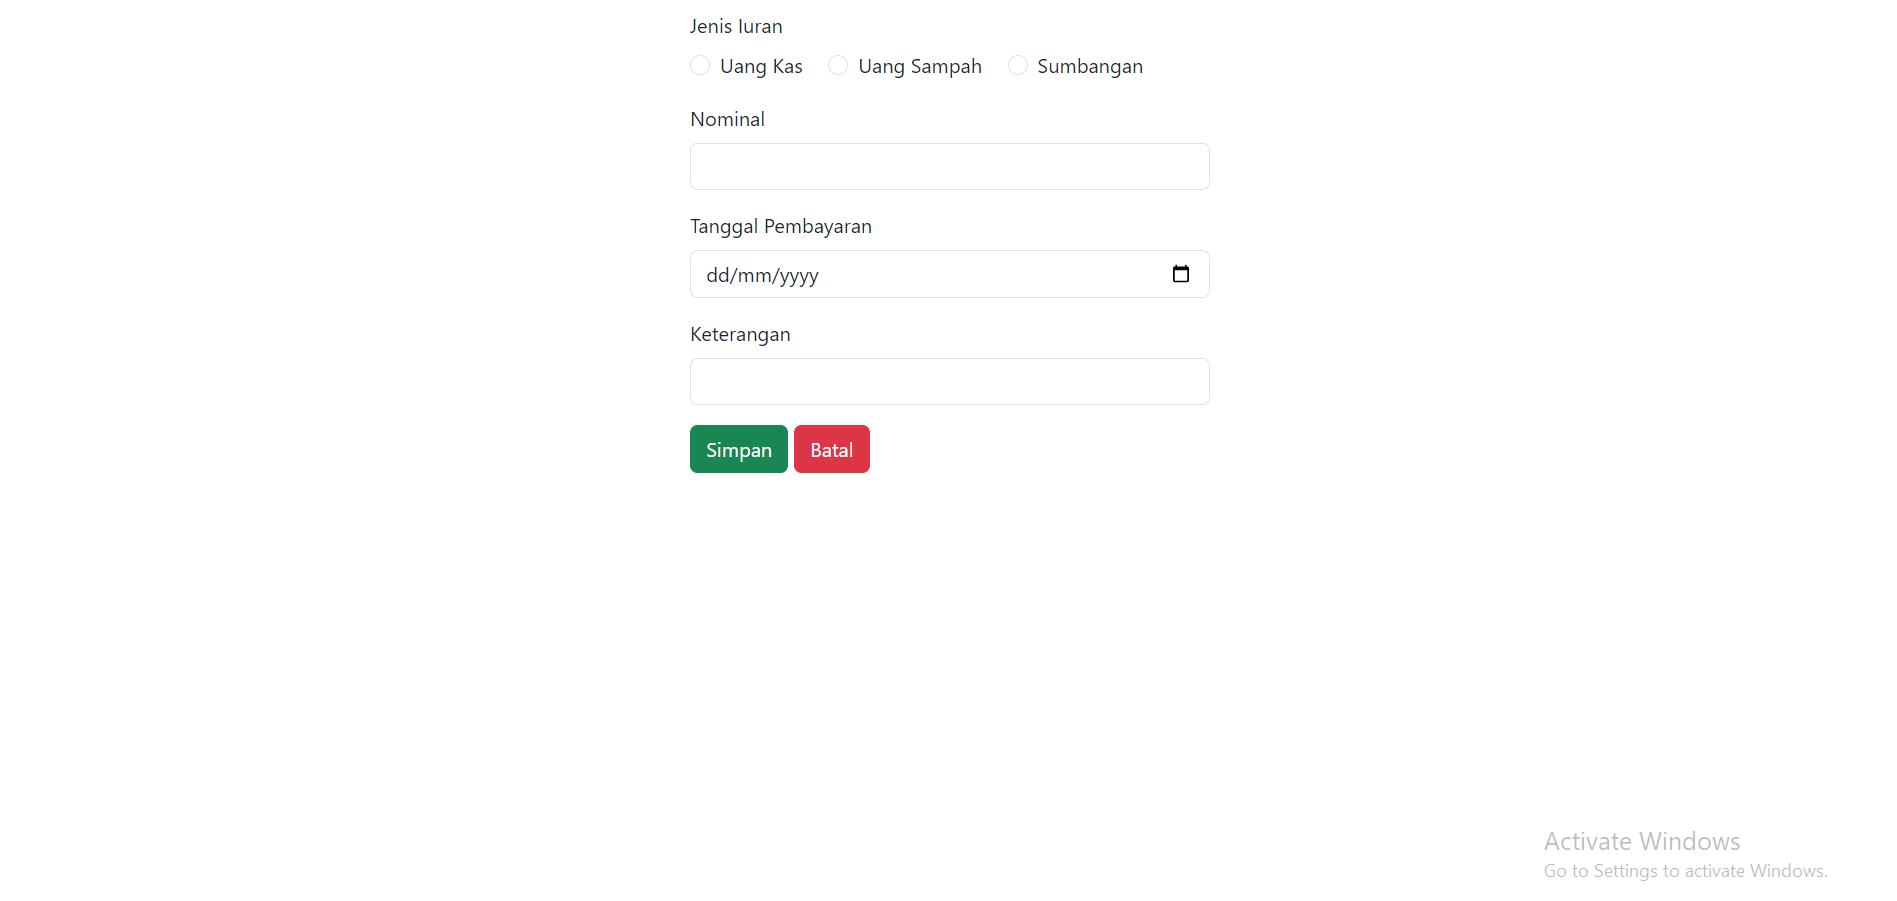 Jenis Iuran
Uang Kas Uang Sampah Sumbangan
Nominal
Tanggal Pembayaran
dd/mm/yyyy
Keterangan
Simpan Batal
Activate Windows
Go to Settings to activate Windows.